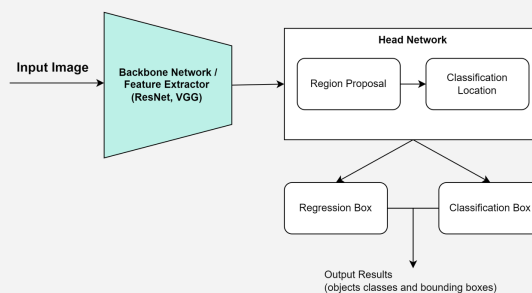 Input Image
Backbone Network /
Feature Extractor
(ResNet, VGG)
Head Network
Region Proposal
Classification
Location
Regression Box
Classification Box
Output Results
(objects classes and bounding boxes)